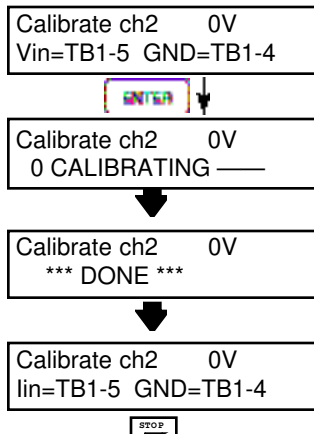 Calibrate ch2 0V
Vin=TB1-5 GND=TB1-4
ENTER
Calibrate ch2 0V
0 CALIBRATING ——
Calibrate ch2 0V
*** DONE ***
Calibrate ch2 0V
Iin=TB1-5 GND=TB1-4
STOP